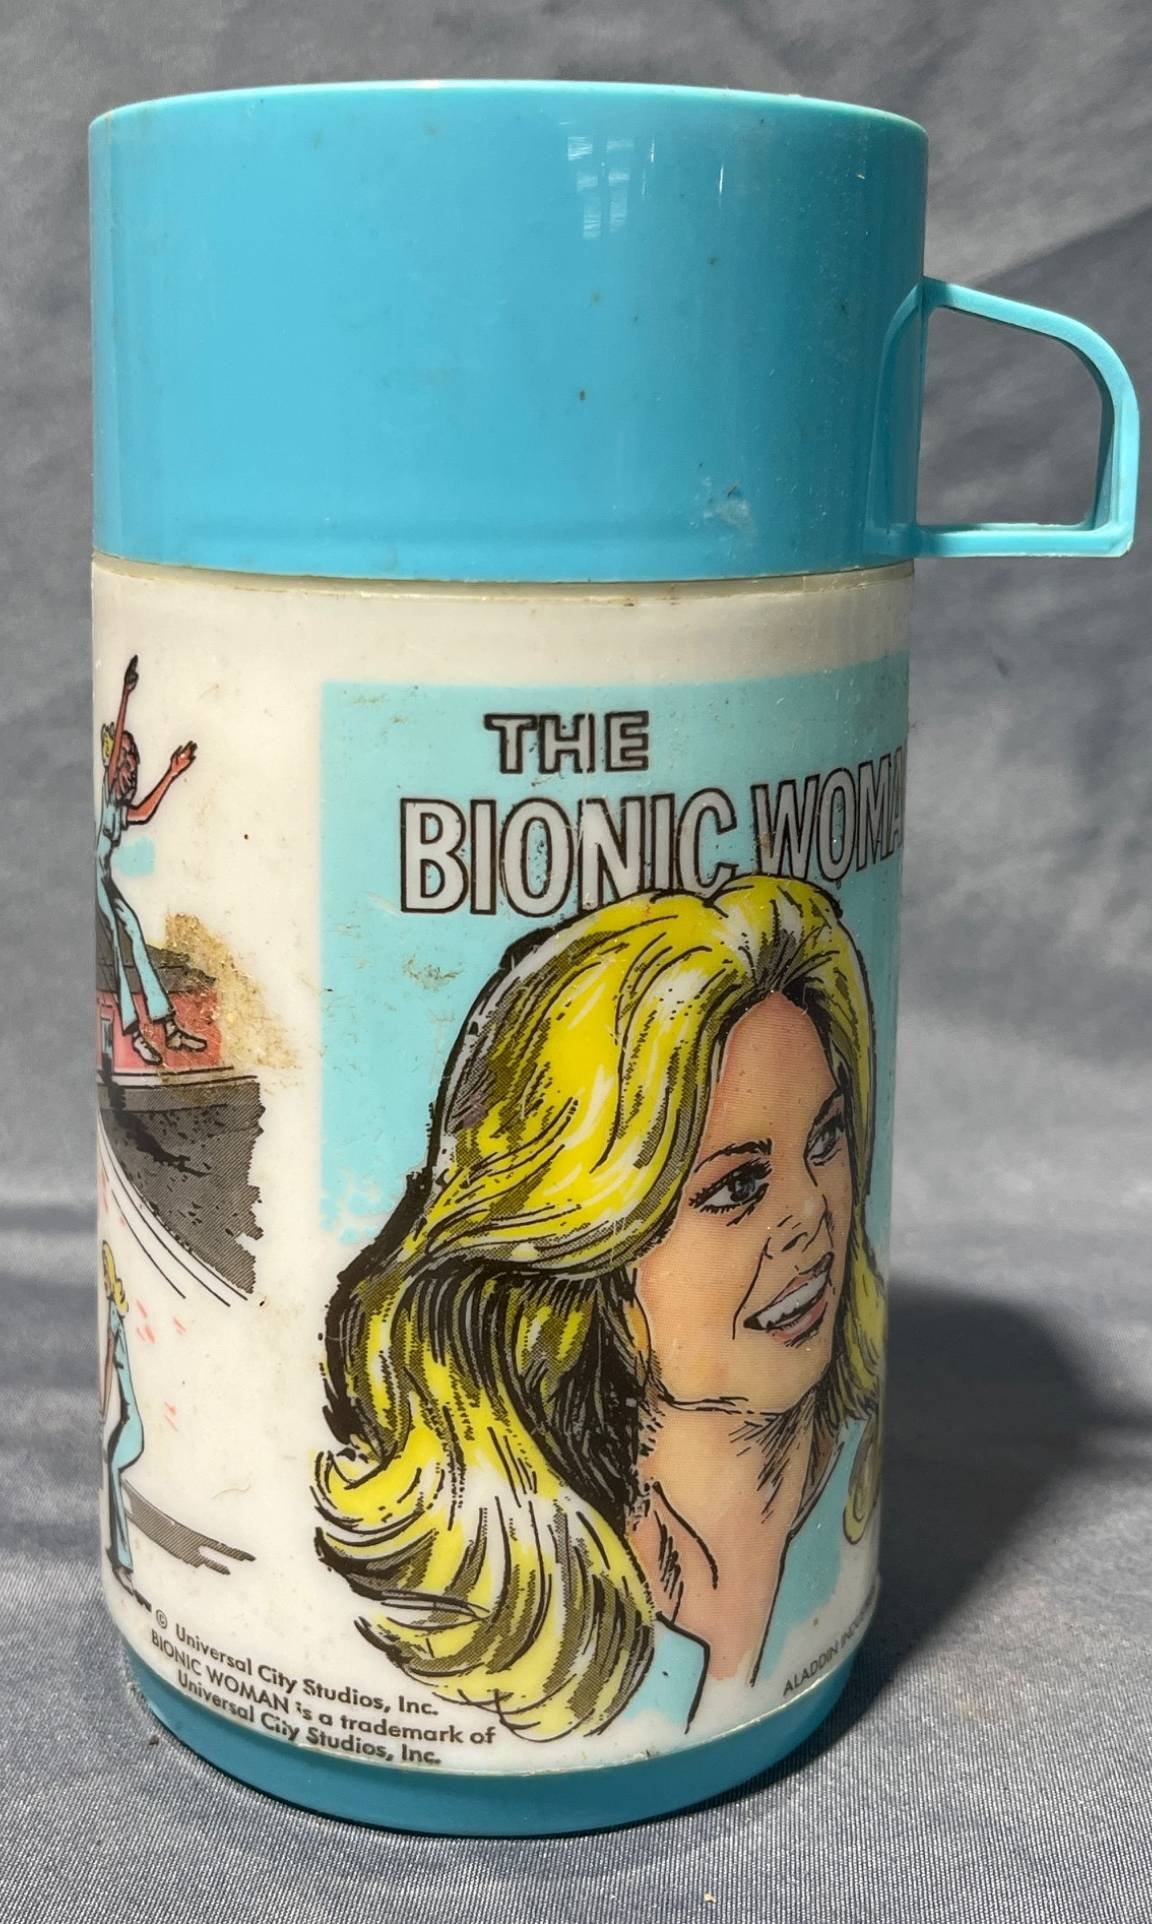 THE
BIONIC WOMA
© Universal City Studios, Inc.
BIONIC WOMAN is a trademark of
Universal City Studios, Inc.
ALADDIN